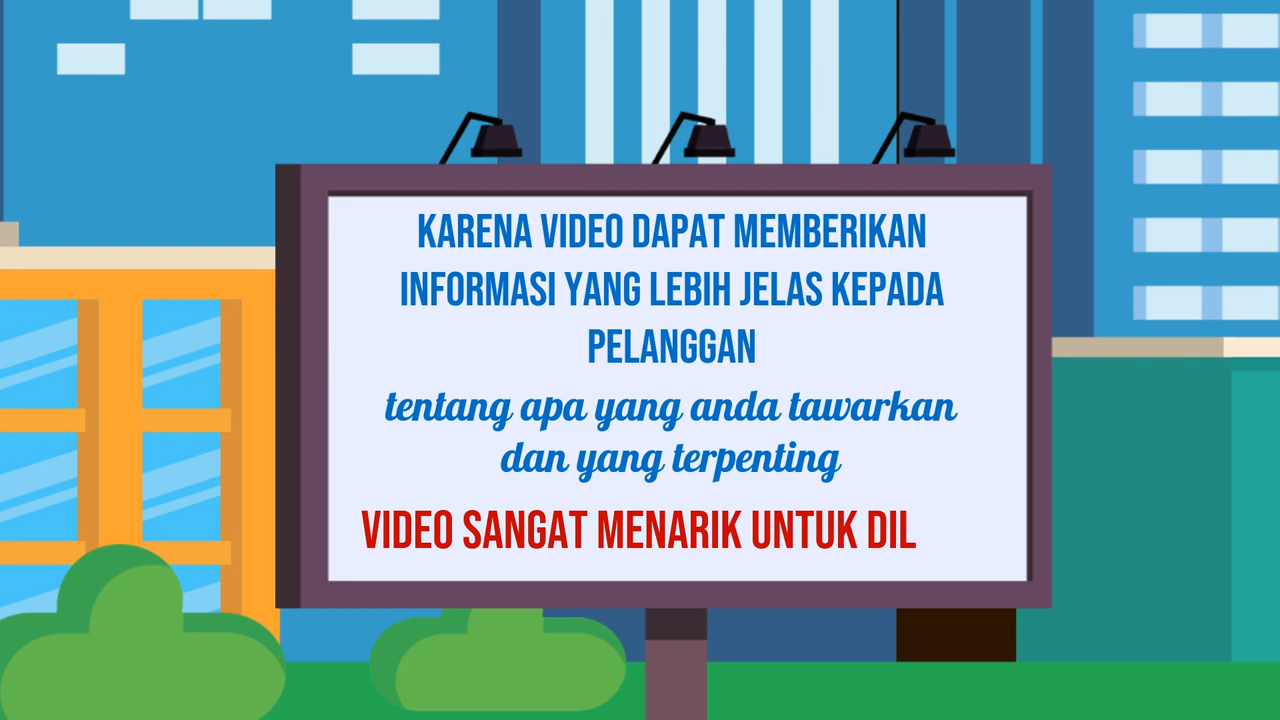 KARENA VIDEO DAPAT MEMBERIKAN
INFORMASI YANG LEBIH JELAS KEPADA
PELANGGAN
tentang apa yang anda tawarkan
dan yang terpenting
VIDEO SANGAT MENARIK UNTUK DIL